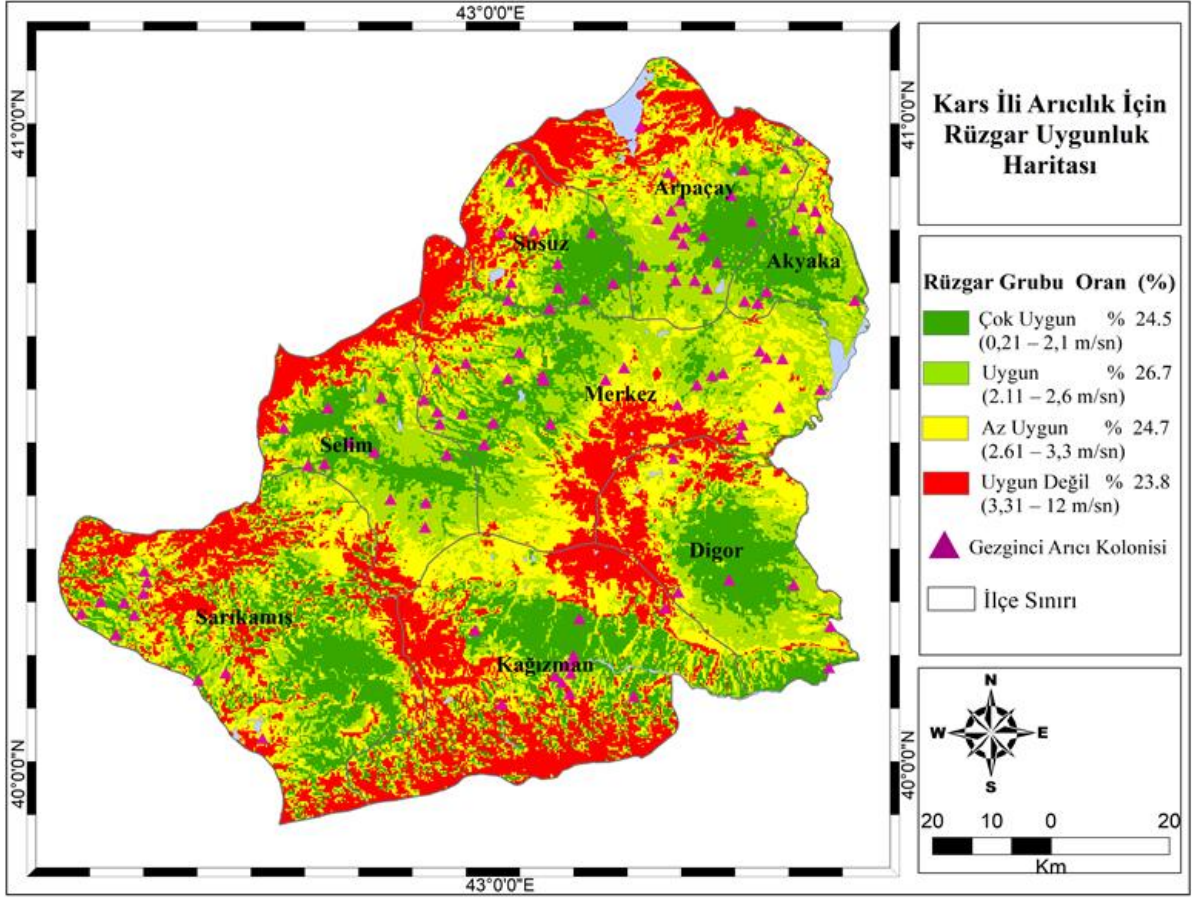 43°0'0"E
41°0'0"N
41°0'0"N
40°0'0"N
40°0'0"N
43°0'0"E
Arpaçay
Susuz
Akyaka
Merkez
Selim
Digor
Sarıkamış
Kağızman
Kars İli Arıcılık İçin
Rüzgar Uygunluk
Haritası
Rüzgar Grubu Oran (%)
Çok Uygun % 24.5
(0,21 – 2,1 m/sn)
Uygun % 26.7
(2.11 – 2,6 m/sn)
Az Uygun % 24.7
(2.61 – 3,3 m/sn)
Uygun Değil % 23.8
(3,31 – 12 m/sn)
Gezginci Arıcı Kolonisi
İlçe Sınırı
N
W E
S
20 10 0 20
Km